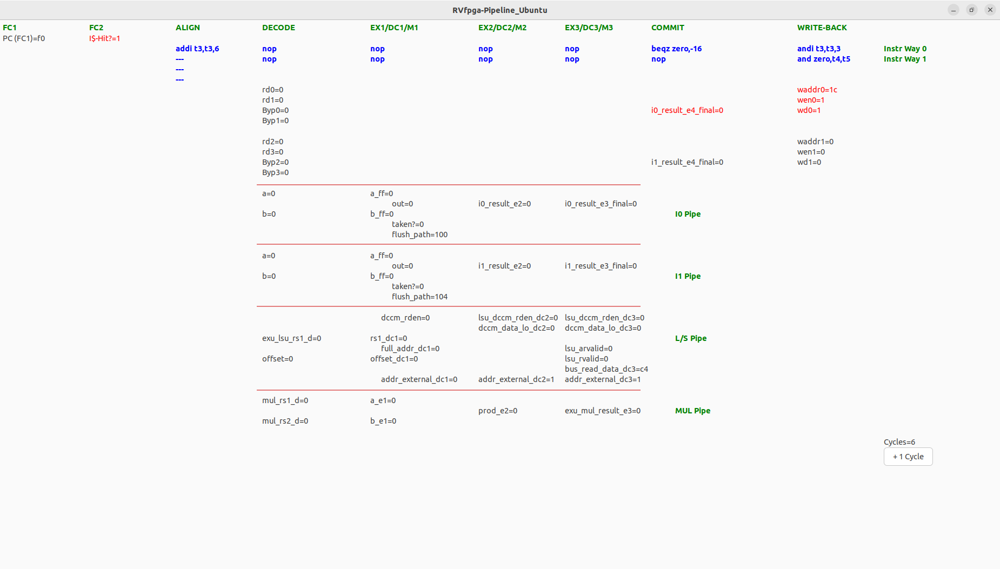 RVfpga-Pipeline_Ubuntu
FC1 FC2 ALIGN DECODE EX1/DC1/M1 EX2/DC2/M2 EX3/DC3/M3 COMMIT WRITE-BACK
PC (FC1)=f0 I$-Hit?=1
addi t3,t3,6 nop nop nop nop beqz zero,-16 andi t3,t3,3 Instr Way 0
--- nop nop nop nop nop and zero,t4,t5 Instr Way 1
---
---
rd0=0 waddr0=1c
rd1=0 wen0=1
Byp0=0 i0_result_e4_final=0 wd0=1
Byp1=0
rd2=0 waddr1=0
rd3=0 wen1=0
Byp2=0 i1_result_e4_final=0 wd1=0
Byp3=0
a=0 a_ff=0
out=0 i0_result_e2=0 i0_result_e3_final=0
b=0 b_ff=0 I0 Pipe
taken?=0
flush_path=100
a=0 a_ff=0
out=0 i1_result_e2=0 i1_result_e3_final=0
b=0 b_ff=0 I1 Pipe
taken?=0
flush_path=104
dccm_rden=0 lsu_dccm_rden_dc2=0 lsu_dccm_rden_dc3=0
dccm_data_lo_dc2=0 dccm_data_lo_dc3=0
exu_lsu_rs1_d=0 rs1_dc1=0 L/S Pipe
full_addr_dc1=0 lsu_arvalid=0
offset=0 offset_dc1=0 lsu_rvalid=0
bus_read_data_dc3=c4
addr_external_dc1=0 addr_external_dc2=1 addr_external_dc3=1
mul_rs1_d=0 a_e1=0
prod_e2=0 exu_mul_result_e3=0 MUL Pipe
mul_rs2_d=0 b_e1=0
Cycles=6
+ 1 Cycle